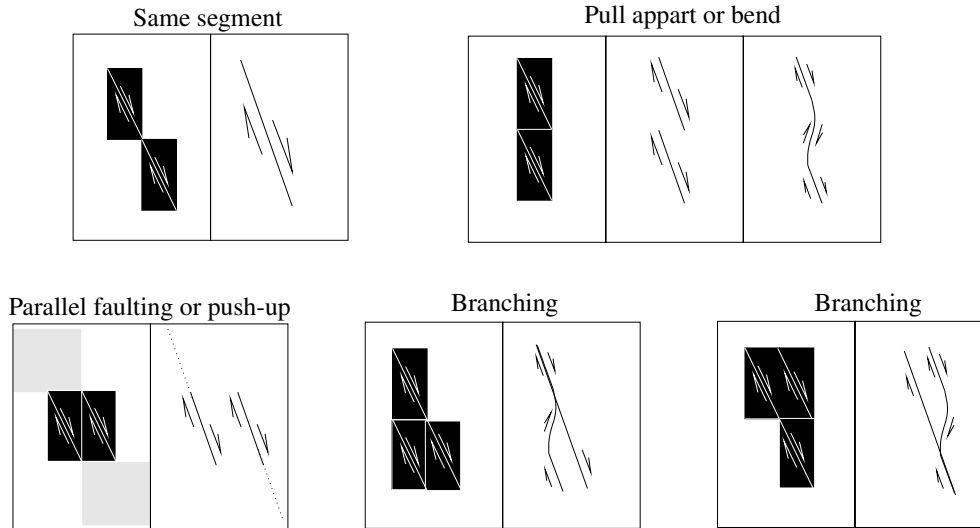 Same segment
Pull appart or bend
Parallel faulting or push-up
Branching
Branching